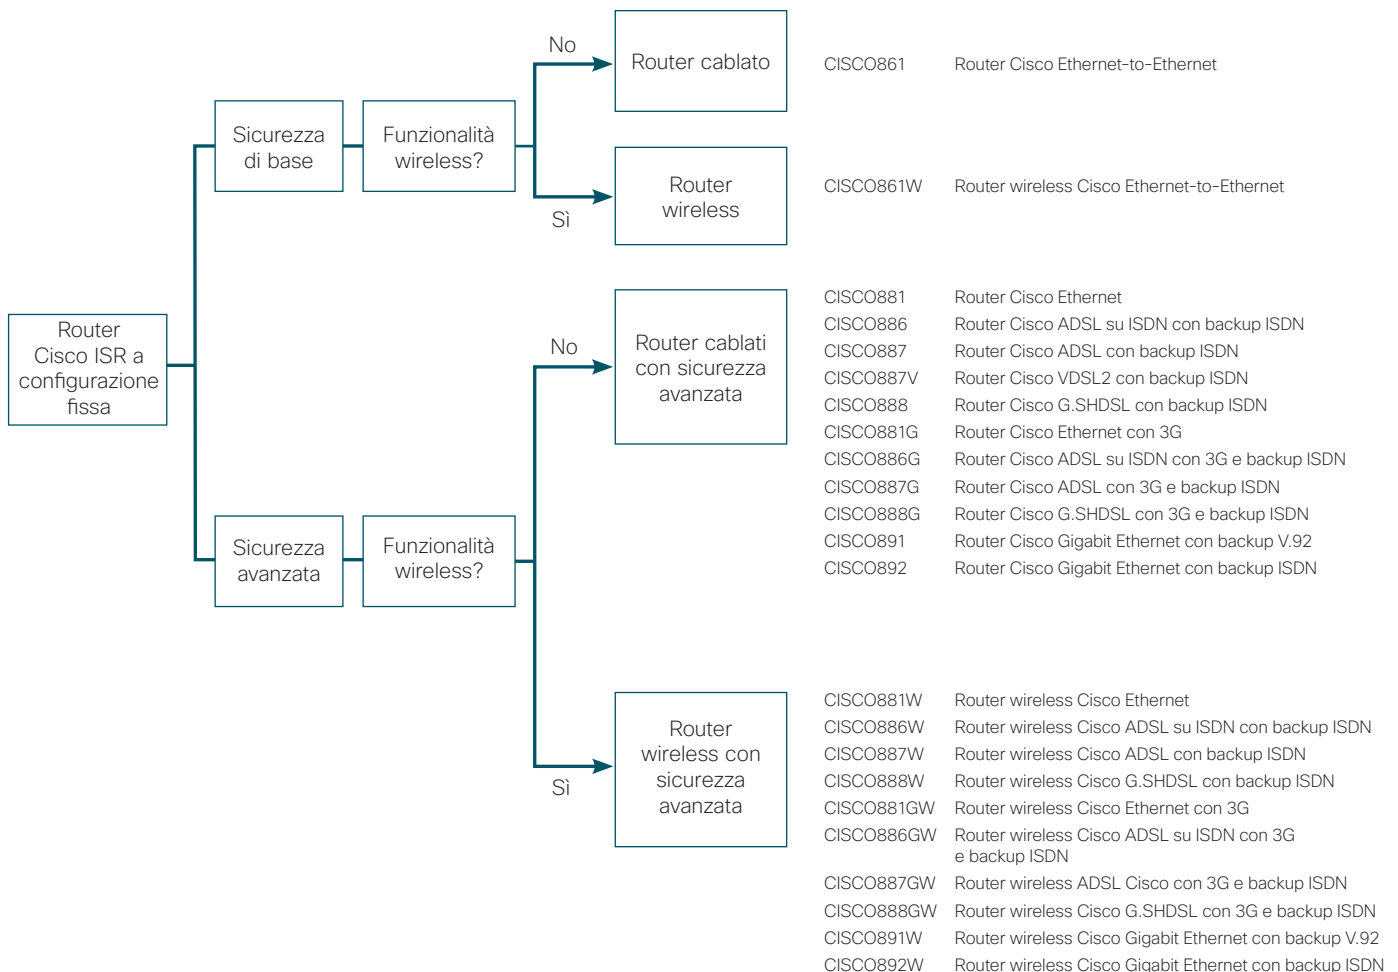 Router
Cisco ISR a
configurazione
fissa
Sicurezza
di base
Funzionalità
wireless?
No
Router cablato
CISCO861 Router Cisco Ethernet-to-Ethernet
Sì
Router
wireless
CISCO861W Router wireless Cisco Ethernet-to-Ethernet
Sicurezza
avanzata
Funzionalità
wireless?
No
Router cablati
con sicurezza
avanzata
CISCO881 Router Cisco Ethernet
CISCO886 Router Cisco ADSL su ISDN con backup ISDN
CISCO887 Router Cisco ADSL con backup ISDN
CISCO887V Router Cisco VDSL2 con backup ISDN
CISCO888 Router Cisco G.SHDSL con backup ISDN
CISCO881G Router Cisco Ethernet con 3G
CISCO886G Router Cisco ADSL su ISDN con 3G e backup ISDN
CISCO887G Router Cisco ADSL con 3G e backup ISDN
CISCO888G Router Cisco G.SHDSL con 3G e backup ISDN
CISCO891 Router Cisco Gigabit Ethernet con backup V.92
CISCO892 Router Cisco Gigabit Ethernet con backup ISDN
Sì
Router
wireless con
sicurezza
avanzata
CISCO881W Router wireless Cisco Ethernet
CISCO886W Router wireless Cisco ADSL su ISDN con backup ISDN
CISCO887W Router wireless Cisco ADSL con backup ISDN
CISCO888W Router wireless Cisco G.SHDSL con backup ISDN
CISCO881GW Router wireless Cisco Ethernet con 3G
CISCO886GW Router wireless Cisco ADSL su ISDN con 3G
e backup ISDN
CISCO887GW Router wireless ADSL Cisco con 3G e backup ISDN
CISCO888GW Router wireless Cisco G.SHDSL con 3G e backup ISDN
CISCO891W Router wireless Cisco Gigabit Ethernet con backup V.92
CISCO892W Router wireless Cisco Gigabit Ethernet con backup ISDN